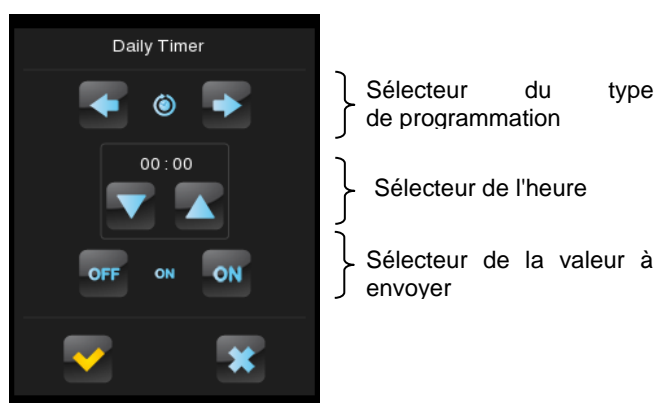 Daily Timer
Sélecteur du type
de programmation
00:00
Sélecteur de l'heure
OFF ON ON
Sélecteur de la valeur à
envoyer